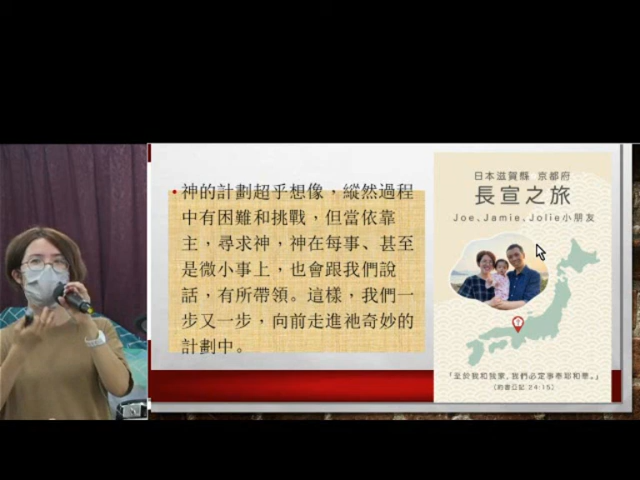 •神的計劃超乎想像，縱然過程
中有困難和挑戰，但當依靠
主，尋求神，神在每事、甚至
是微小事上，也會跟我們說
話，有所帶領。這樣，我們一
步又一步，向前走進祂奇妙的
計劃中。
日本滋賀縣 京都府
長宣之旅
Joe、Jamie、Jolie小朋友
「至於我和我家，我們必定事奉耶和華。」
(約書亞記 24:15)